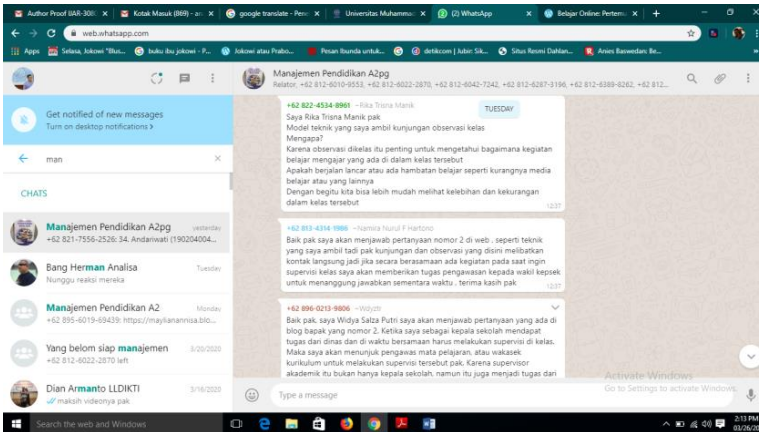 Author Proof IJAR-308
Kotak Masuk (869) - ari
google translate - Pene
Universitas Muhamma
(2) WhatsApp
Belajar Online: Pertem
web.whatsapp.com
Apps
Selasa, Jokowi "Blus...
buku ibu jokowi - P...
Jokowi atau Prabo...
Pesan Ibunda untuk...
detikcom | Jubir: Sik...
Situs Resmi Dahlan...
Anies Baswedan: Be...
Get notified of new messages
Turn on desktop notifications >
man
CHATS
Manajemen Pendidikan A2pg
yesterday
+62 821-7556-2526: 34. Andariwati (190204004...
Bang Herman Analisa
Tuesday
Nunggu reaksi mereka
Manajemen Pendidikan A2
Monday
+62 895-6019-69439: https://maylianannisa.blo...
Yang belom siap manajemen
3/20/2020
+62 812-6022-2870 left
Dian Armanto LLDIKTI
3/16/2020
maksih videonya pak
Manajemen Pendidikan A2pg
Relator, +62 812-6010-9553, +62 812-6022-2870, +62 812-6042-7242, +62 812-6287-3196, +62 812-6389-8262, +62 812...
TUESDAY
+62 822-4534-8961 ~Rika Trisna Manik
Saya Rika Trisna Manik pak
Model teknik yang saya ambil kunjungan observasi kelas
Mengapa?
Karena observasi dikelas itu penting untuk mengetahui bagaimana kegiatan
belajar mengajar yang ada di dalam kelas tersebut
Apakah berjalan lancar atau ada hambatan belajar seperti kurangnya media
belajar atau yang lainnya
Dengan begitu kita bisa lebih mudah melihat kelebihan dan kekurangan
dalam kelas tersebut
12:37
+62 813-4314-1986 ~Namira Nurul F Hartono
Baik pak saya akan menjawab pertanyaan nomor 2 di web . seperti teknik
yang saya ambil tadi pak kunjungan dan observasi yang disini melibatkan
kontak langsung jadi jika secara berasamaan ada kegiatan pada saat ingin
supervisi kelas saya akan memberikan tugas pengawasan kepada wakil kepsek
untuk menanggung jawabkan sementara waktu . terima kasih pak
12:37
+62 896-0213-9806 ~Wdyztr
Baik pak, saya Widya Salza Putri saya akan menjawab pertanyaan yang ada di
blog bapak yang nomor 2. Ketika saya sebagai kepala sekolah mendapat
tugas dari dinas dan di waktu bersamaan harus melakukan supervisi di kelas.
Maka saya akan menunjuk pengawas mata pelajaran, atau wakasek
kurikulum untuk melakukan supervisi tersebut pak. Karena supervisor
akademik itu bukan hanya kepala sekolah, namun itu juga menjadi tugas dari
Type a message
Activate Windows
Go to Settings to activate Windows.
Search the web and Windows
2:13 PM
03/26/20